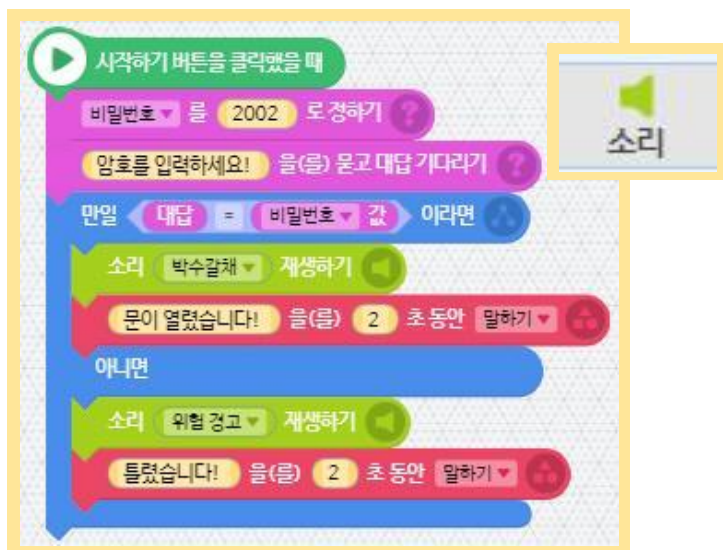 시작하기 버튼을 클릭했을 때
비밀번호 를 2002 로 정하기
암호를 입력하세요! 을(를) 묻고 대답 기다리기
만일 대답 = 비밀번호 값 이라면
소리 박수갈채 재생하기
문이 열렸습니다! 을(를) 2 초 동안 말하기
아니면
소리 위험 경고 재생하기
틀렸습니다! 을(를) 2 초 동안 말하기
소리